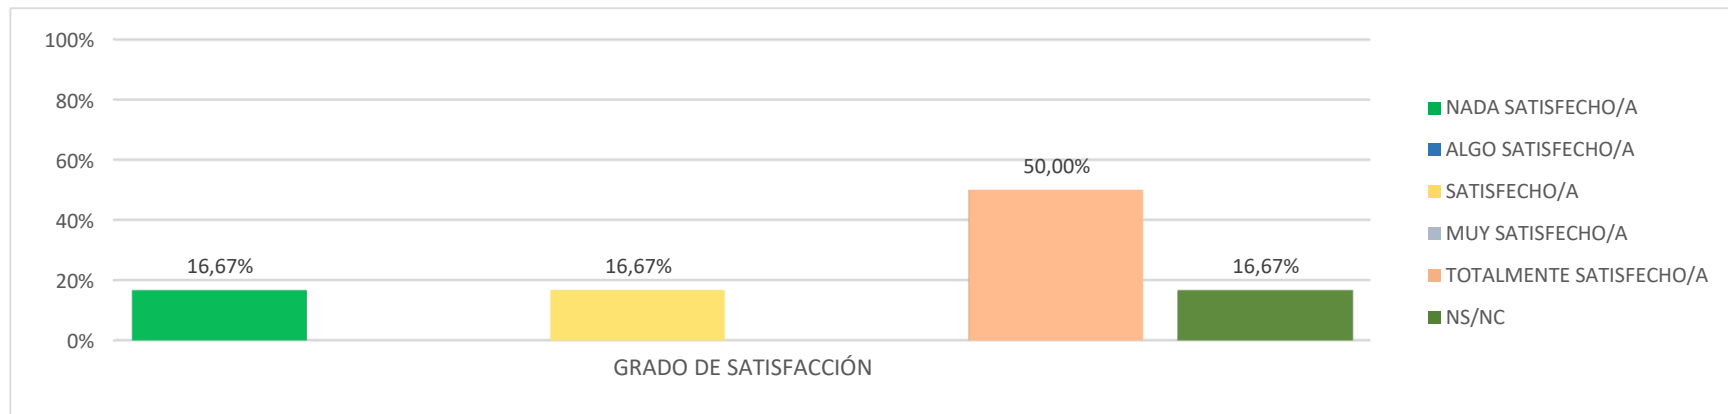 100%
80%
60%
40%
20%
0%
16,67%
16,67%
50,00%
16,67%
GRADO DE SATISFACCIÓN
NADA SATISFECHO/A
ALGO SATISFECHO/A
SATISFECHO/A
MUY SATISFECHO/A
TOTALMENTE SATISFECHO/A
NS/NC